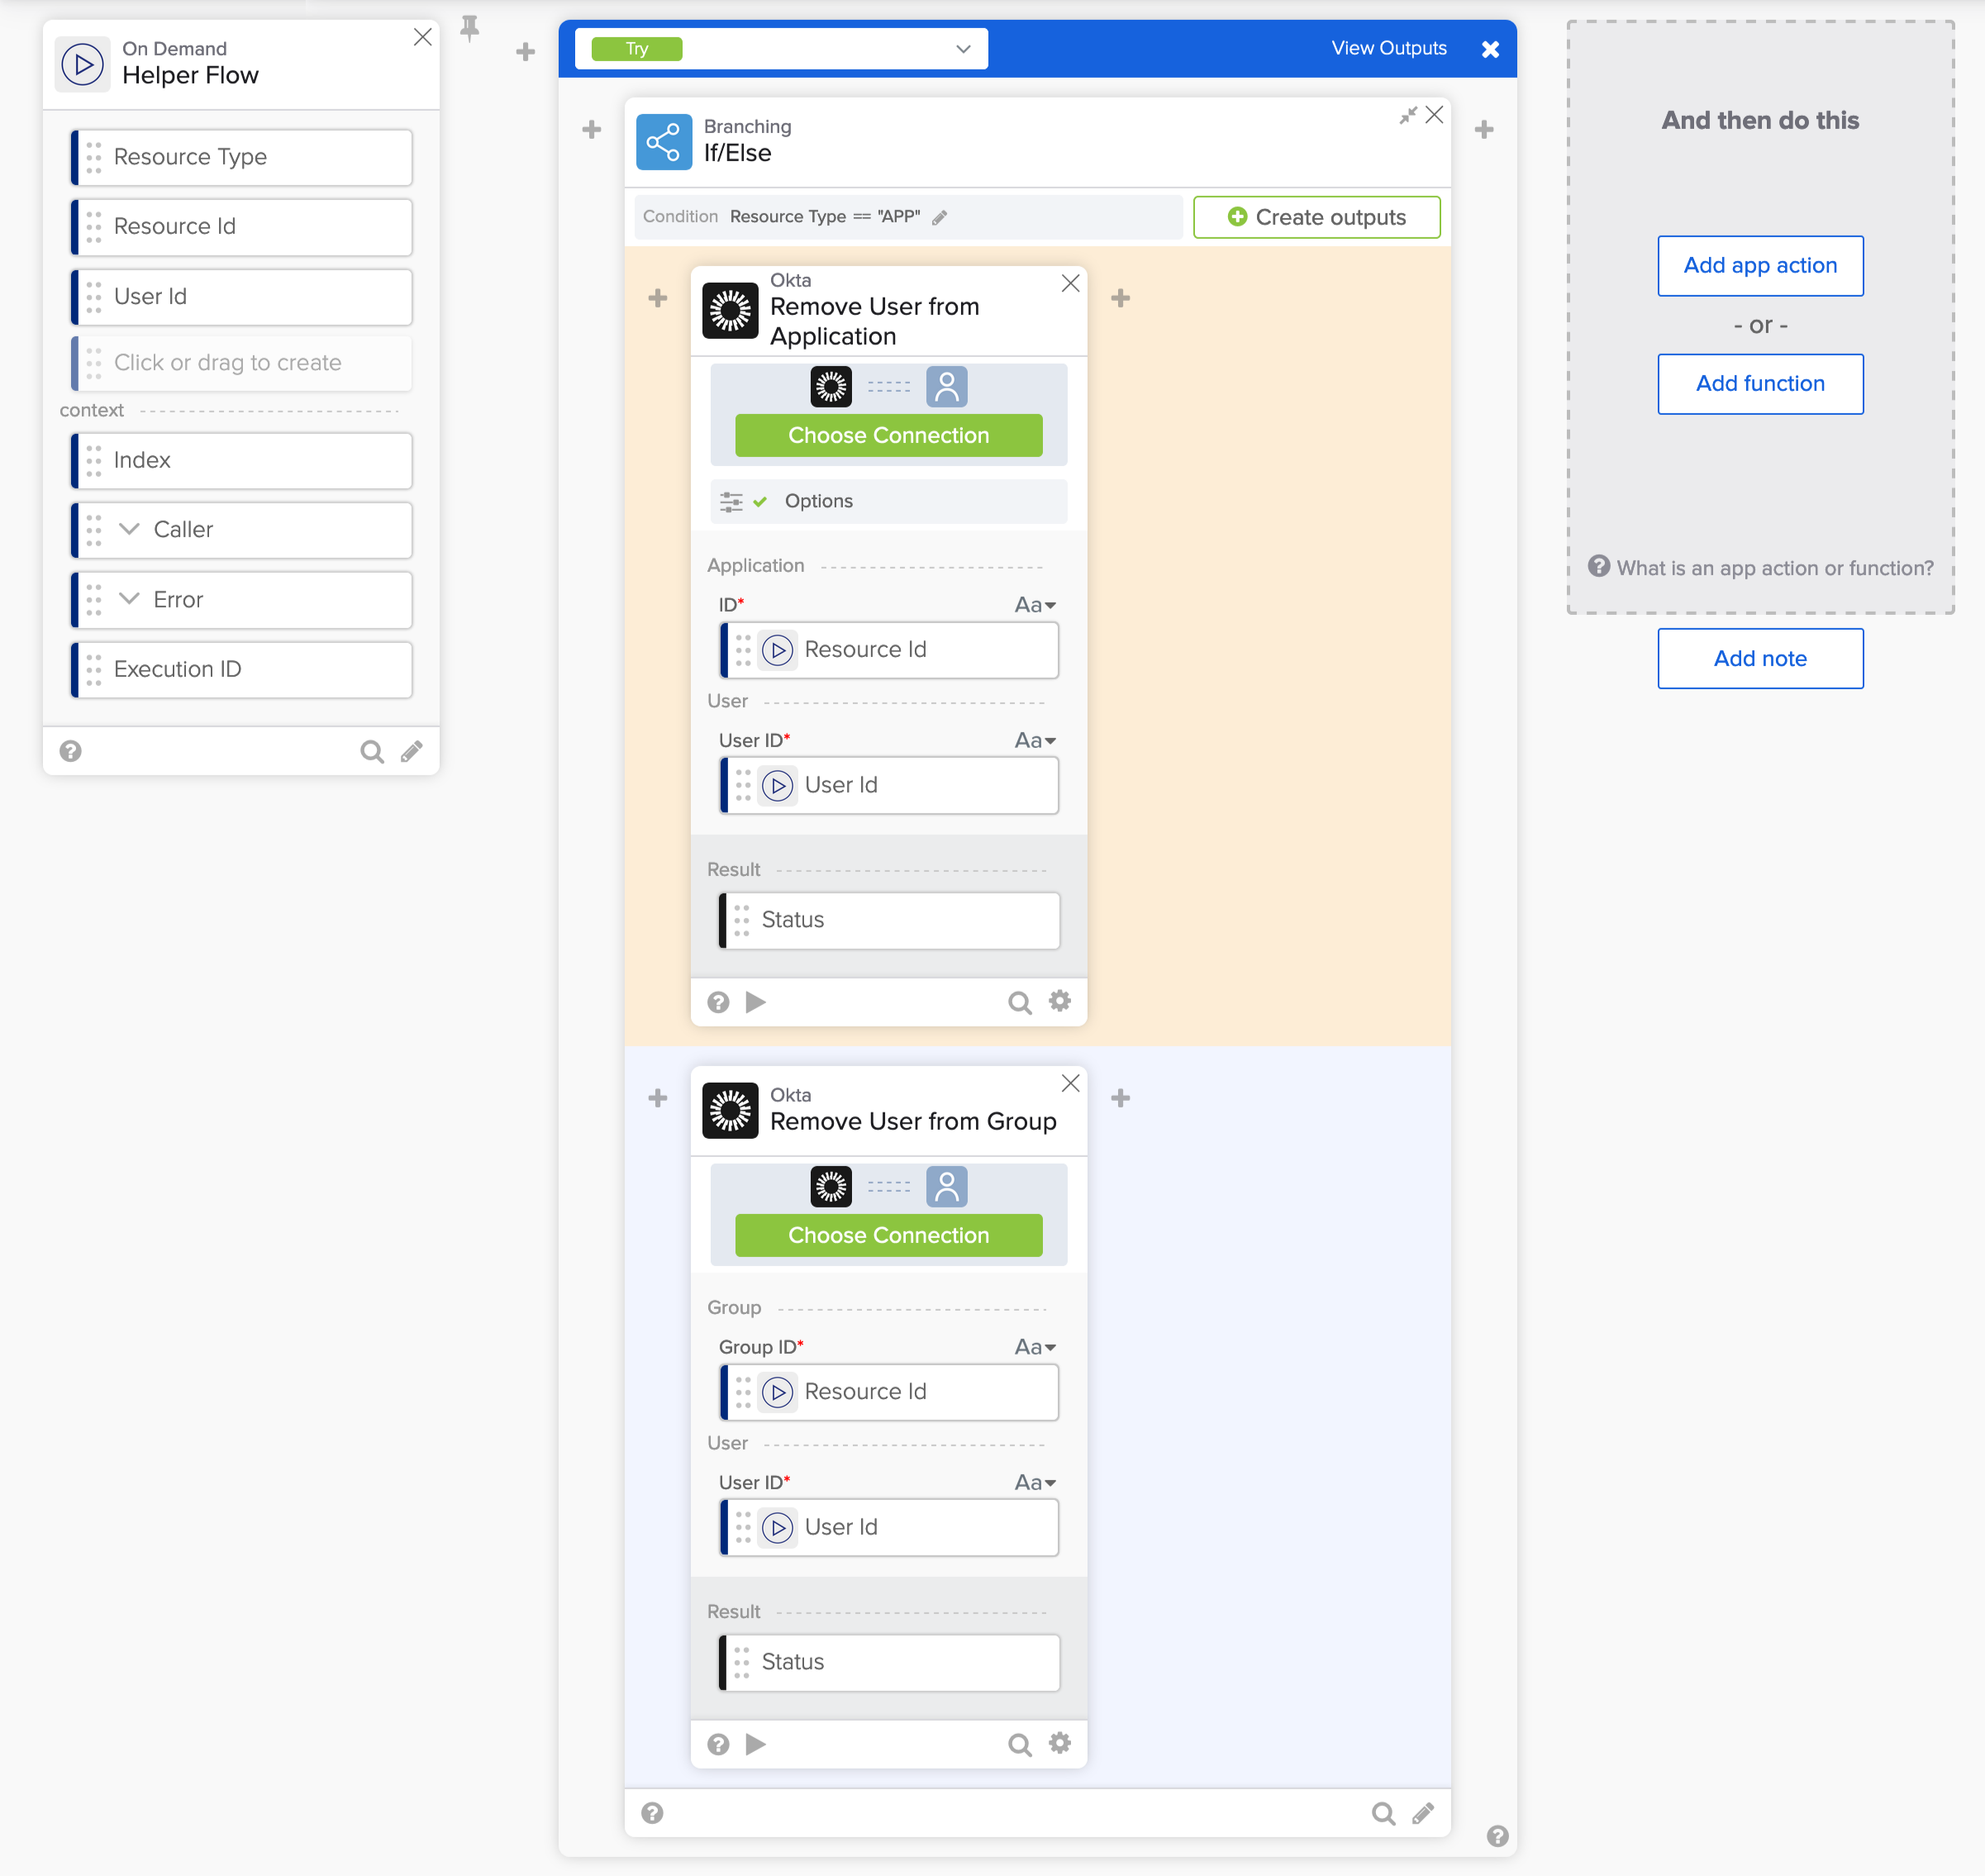 On Demand
Helper Flow
Resource Type
Resource Id
User Id
Click or drag to create
context
Index
Caller
Error
Execution ID
Try
View Outputs
Branching
If/Else
Condition Resource Type == "APP"
Create outputs
Okta
Remove User from
Application
Choose Connection
Options
Application
ID*
Aa
Resource Id
User
User ID*
Aa
User Id
Result
Status
Okta
Remove User from Group
Choose Connection
Group
Group ID*
Aa
Resource Id
User
User ID*
Aa
User Id
Result
Status
And then do this
Add app action
- or -
Add function
What is an app action or function?
Add note